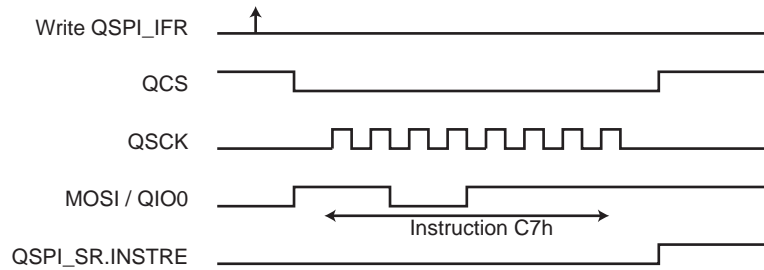 Write QSPI_IFR
QCS
QSCK
MOSI / QIO0
Instruction C7h
QSPI_SR.INSTRE